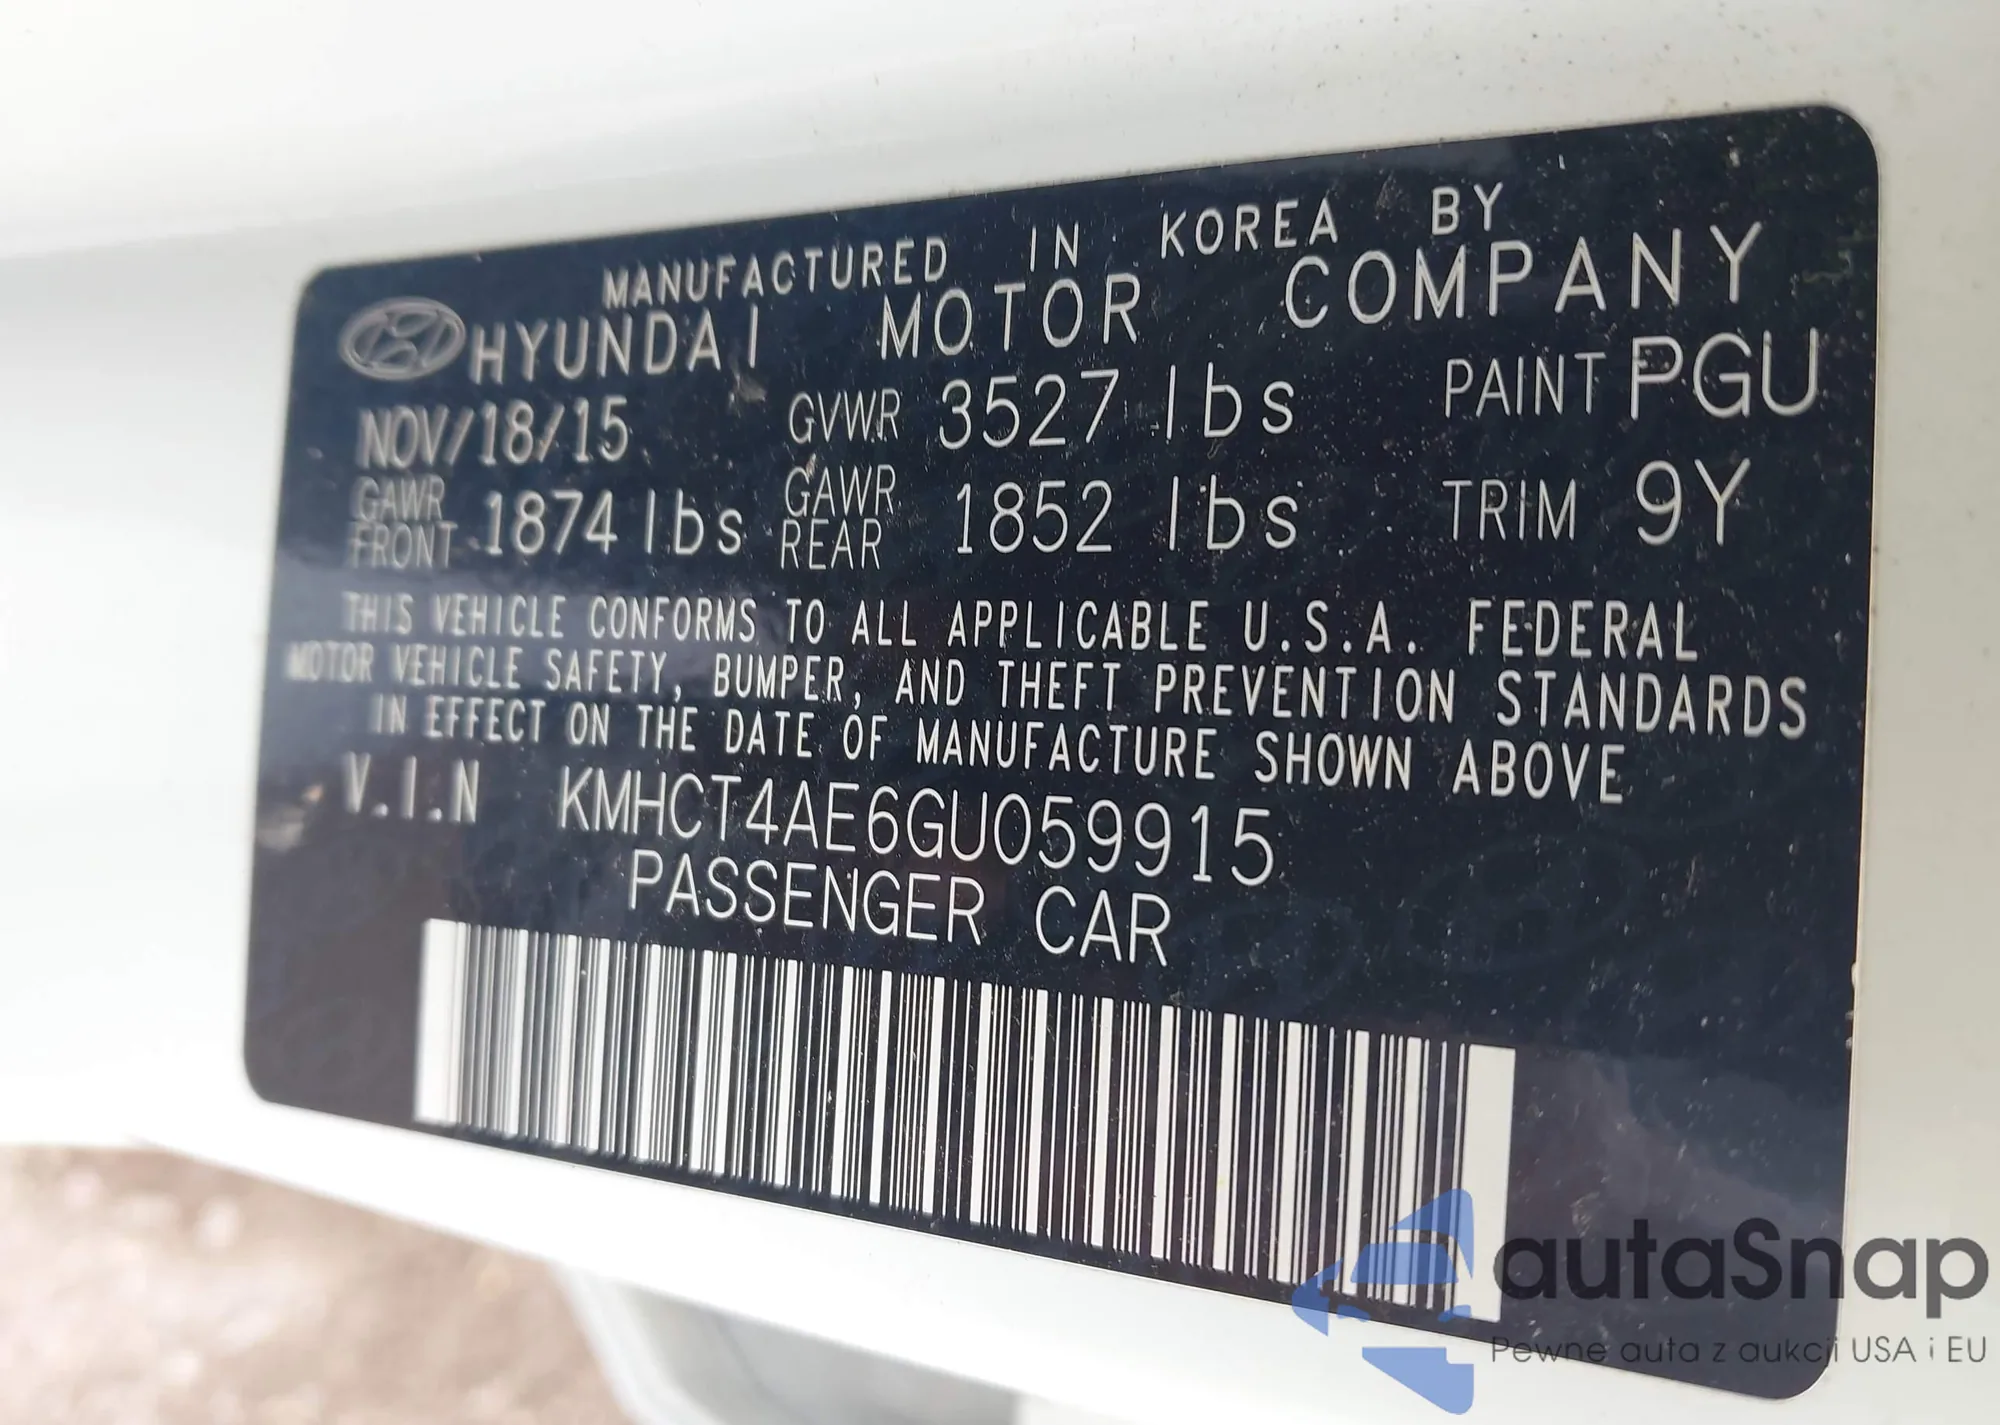 MANUFACTURED IN KOREA BY
HYUNDAI MOTOR COMPANY
NOV/18/15 GVWR 3527 lbs PAINT PGU
GAWR FRONT 1874 lbs GAWR REAR 1852 lbs TRIM 9Y
THIS VEHICLE CONFORMS TO ALL APPLICABLE U.S.A. FEDERAL
MOTOR VEHICLE SAFETY, BUMPER, AND THEFT PREVENTION STANDARDS
IN EFFECT ON THE DATE OF MANUFACTURE SHOWN ABOVE
V.I.N KMHCT4AE6GU059915
PASSENGER CAR
autaSnap
Pewne auta z aukcji USA i EU